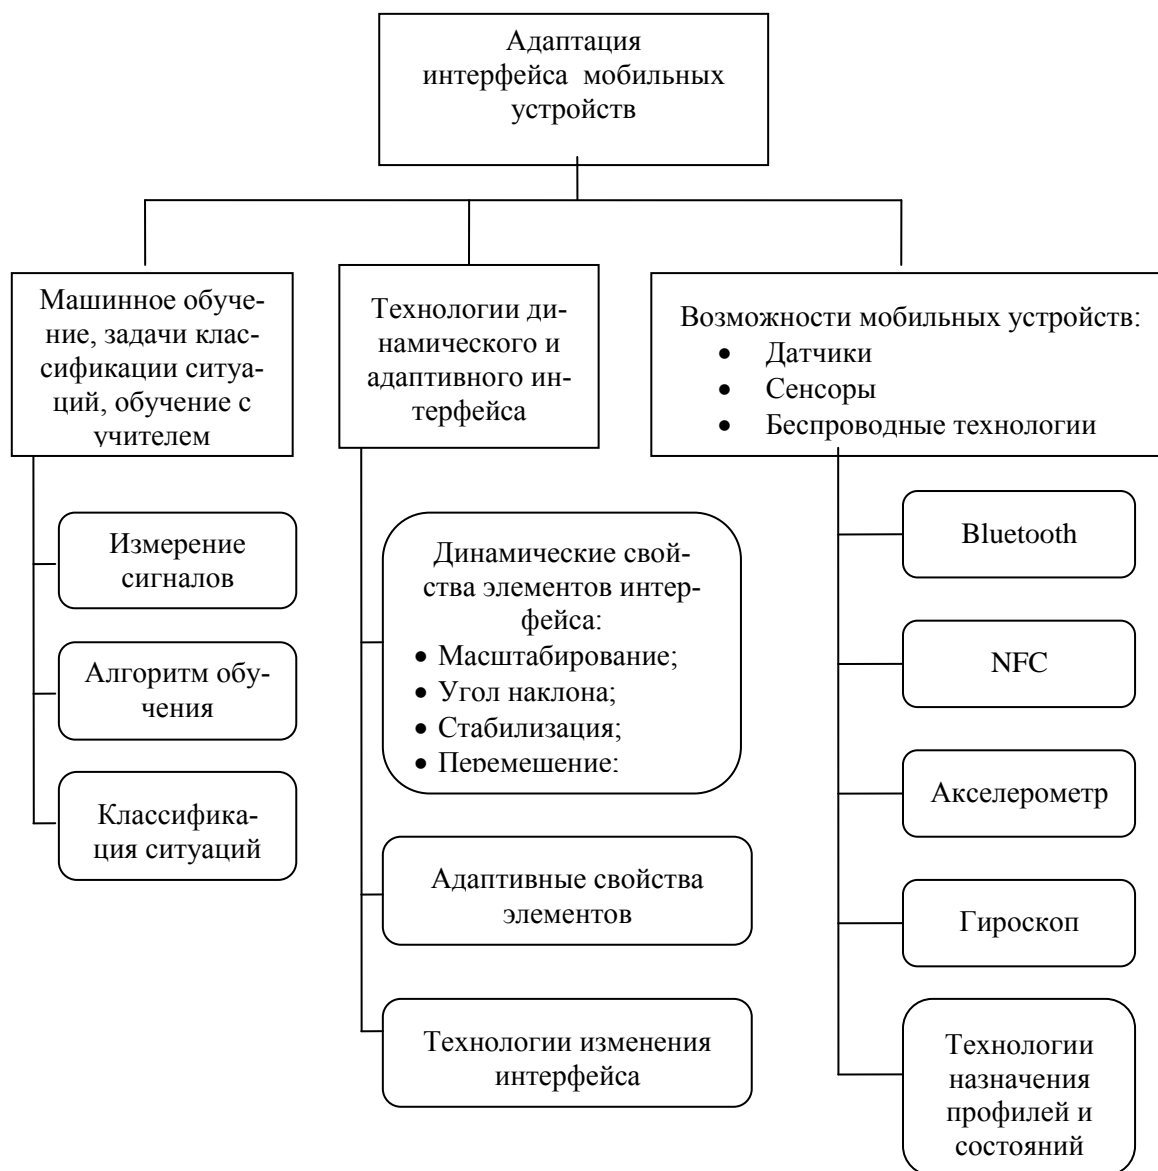 Адаптация
интерфейса мобильных
устройств
Машинное обуче-
ние, задачи клас-
сификации ситуа-
ций, обучение с
учителем
Технологии ди-
намического и
адаптивного ин-
терфейса
Возможности мобильных устройств:
• Датчики
• Сенсоры
• Беспроводные технологии
Измерение
сигналов
Алгоритм обу-
чения
Классифика-
ция ситуаций
Динамические свой-
ства элементов интер-
фейса:
• Масштабирование;
• Угол наклона;
• Стабилизация;
• Перемещение;
Адаптивные свойства
элементов
Технологии изменения
интерфейса
Bluetooth
NFC
Акселерометр
Гироскоп
Технологии
назначения
профилей и
состояний